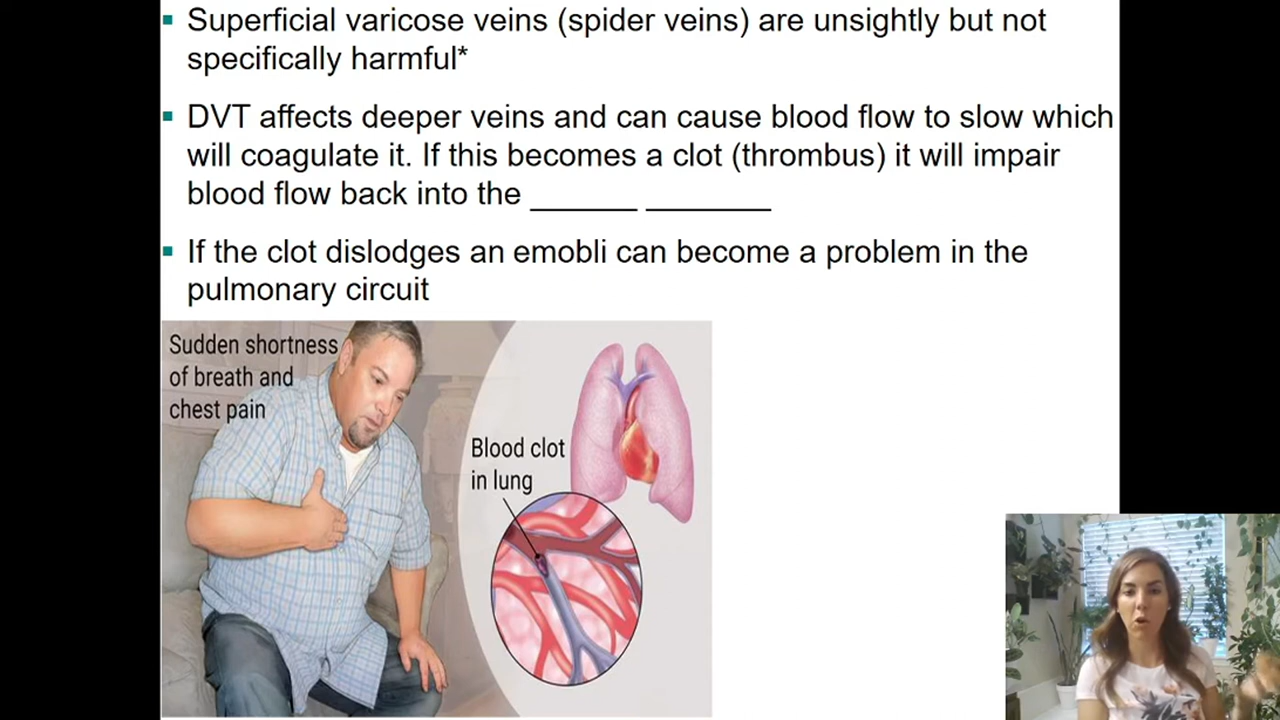 Superficial varicose veins (spider veins) are unsightly but not
specifically harmful*
DVT affects deeper veins and can cause blood flow to slow which
will coagulate it. If this becomes a clot (thrombus) it will impair
blood flow back into the ______ _______
If the clot dislodges an emobli can become a problem in the
pulmonary circuit
Sudden shortness
of breath and
chest pain
Blood clot
in lung